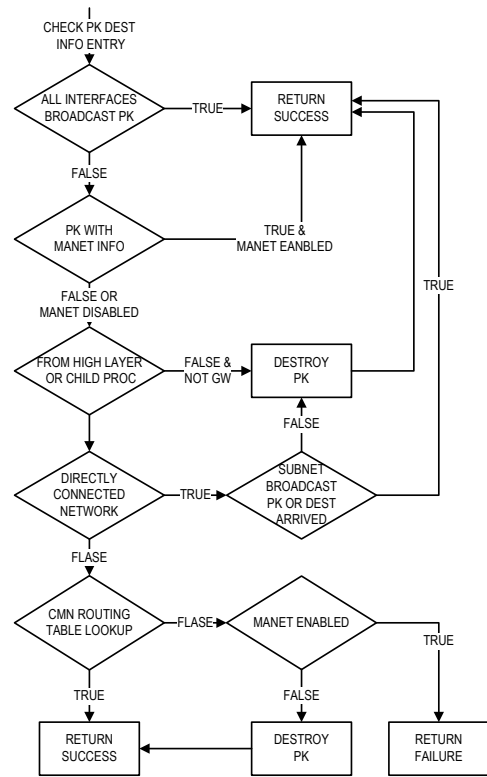 CHECK PK DEST
INFO ENTRY
ALL INTERFACES
BROADCAST PK
TRUE
RETURN
SUCCESS
FALSE
PK WITH
MANET INFO
TRUE &
MANET EANBLED
TRUE
FALSE OR
MANET DISABLED
FROM HIGH LAYER
OR CHILD PROC
FALSE &
NOT GW
DESTROY
PK
FALSE
DIRECTLY
CONNECTED
NETWORK
TRUE
SUBNET
BROADCAST
PK OR DEST
ARRIVED
FLASE
CMN ROUTING
TABLE LOOKUP
FLASE
MANET ENABLED
TRUE
TRUE
FALSE
RETURN
SUCCESS
DESTROY
PK
RETURN
FAILURE